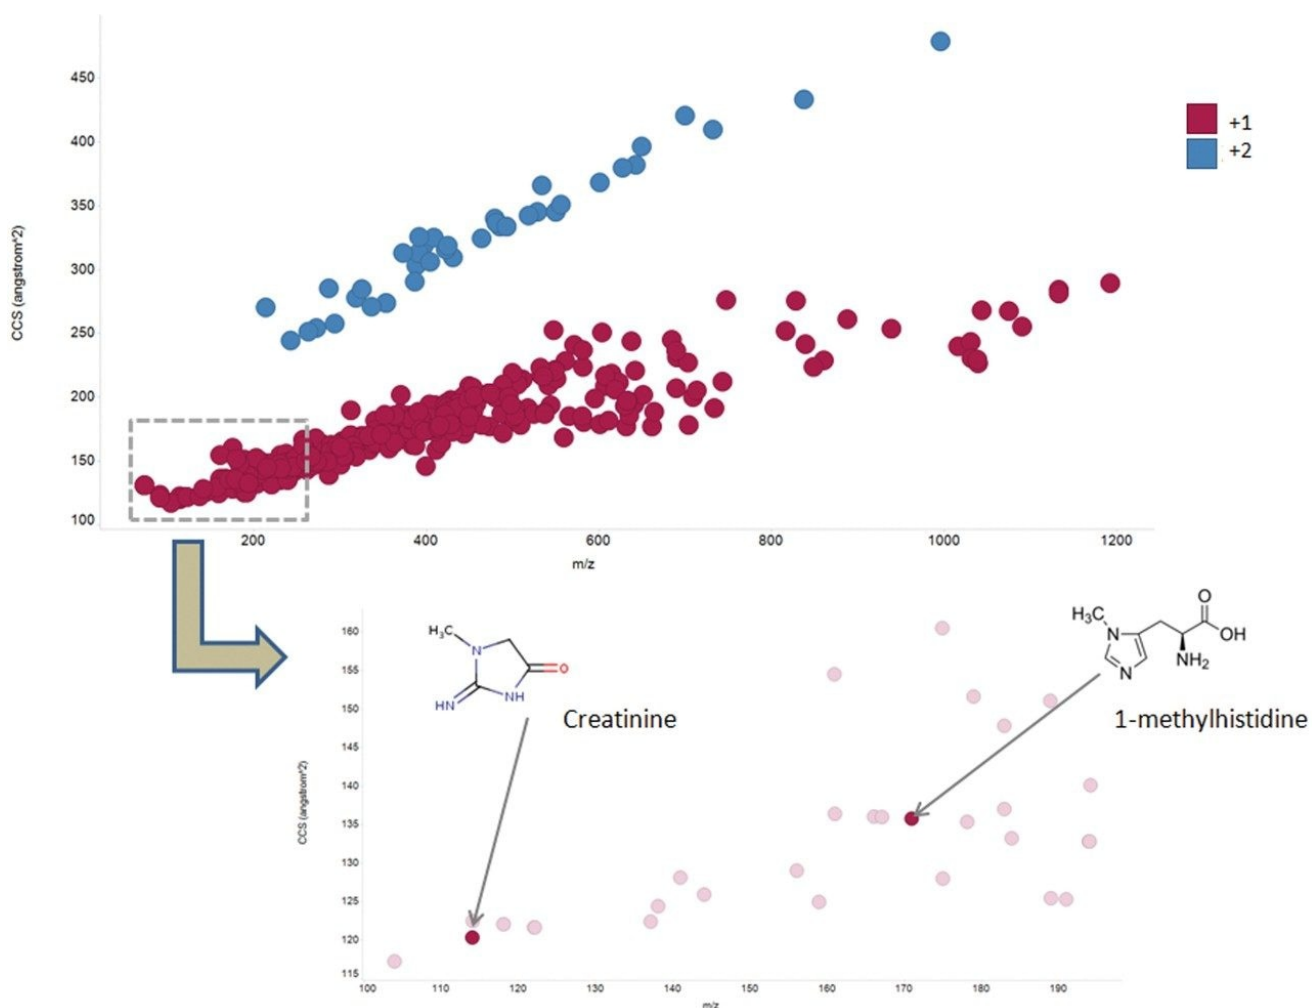 450
400
350
300
250
200
150
100
CCS (angstrom^2)
200 400 600 800 1000 1200
m/z
+1
+2
160
155
150
145
140
135
130
125
120
115
CCS (angstrom^2)
100 110 120 130 140 150 160 170 180 190
m/z
H3C
N
O
NH
HN
Creatinine
H3C
N
N
O
OH
NH2
1-methylhistidine